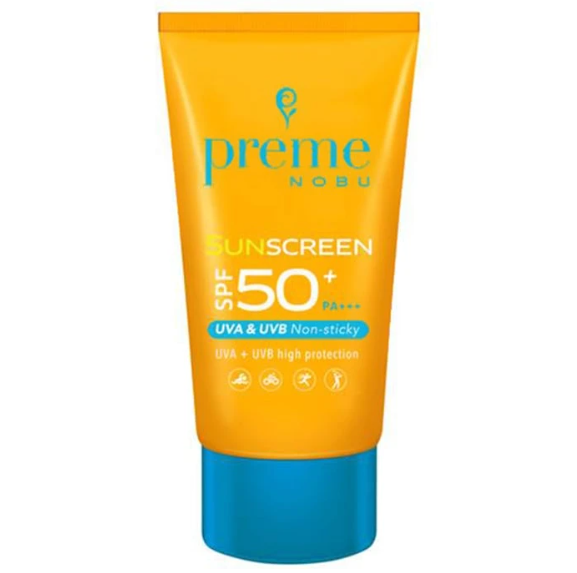 preme
NOBU
SUNSCREEN
SPF 50+
PA+++
UVA & UVB Non-sticky
UVA + UVB high protection